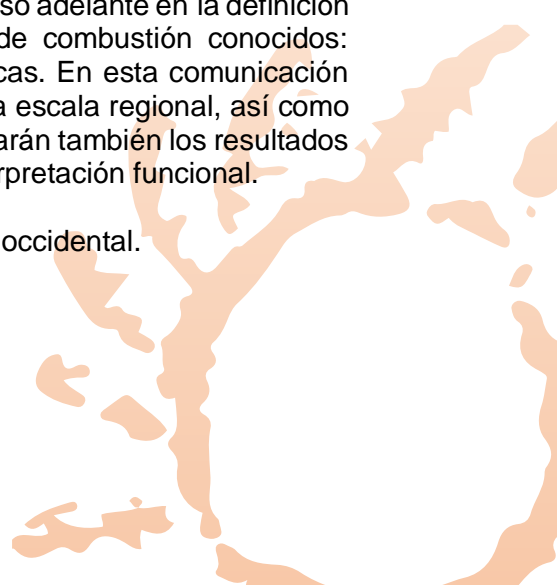 so adelante en la definición
de combustión conocidos:
cas. En esta comunicación
a escala regional, así como
arán también los resultados
rpretación funcional.
occidental.